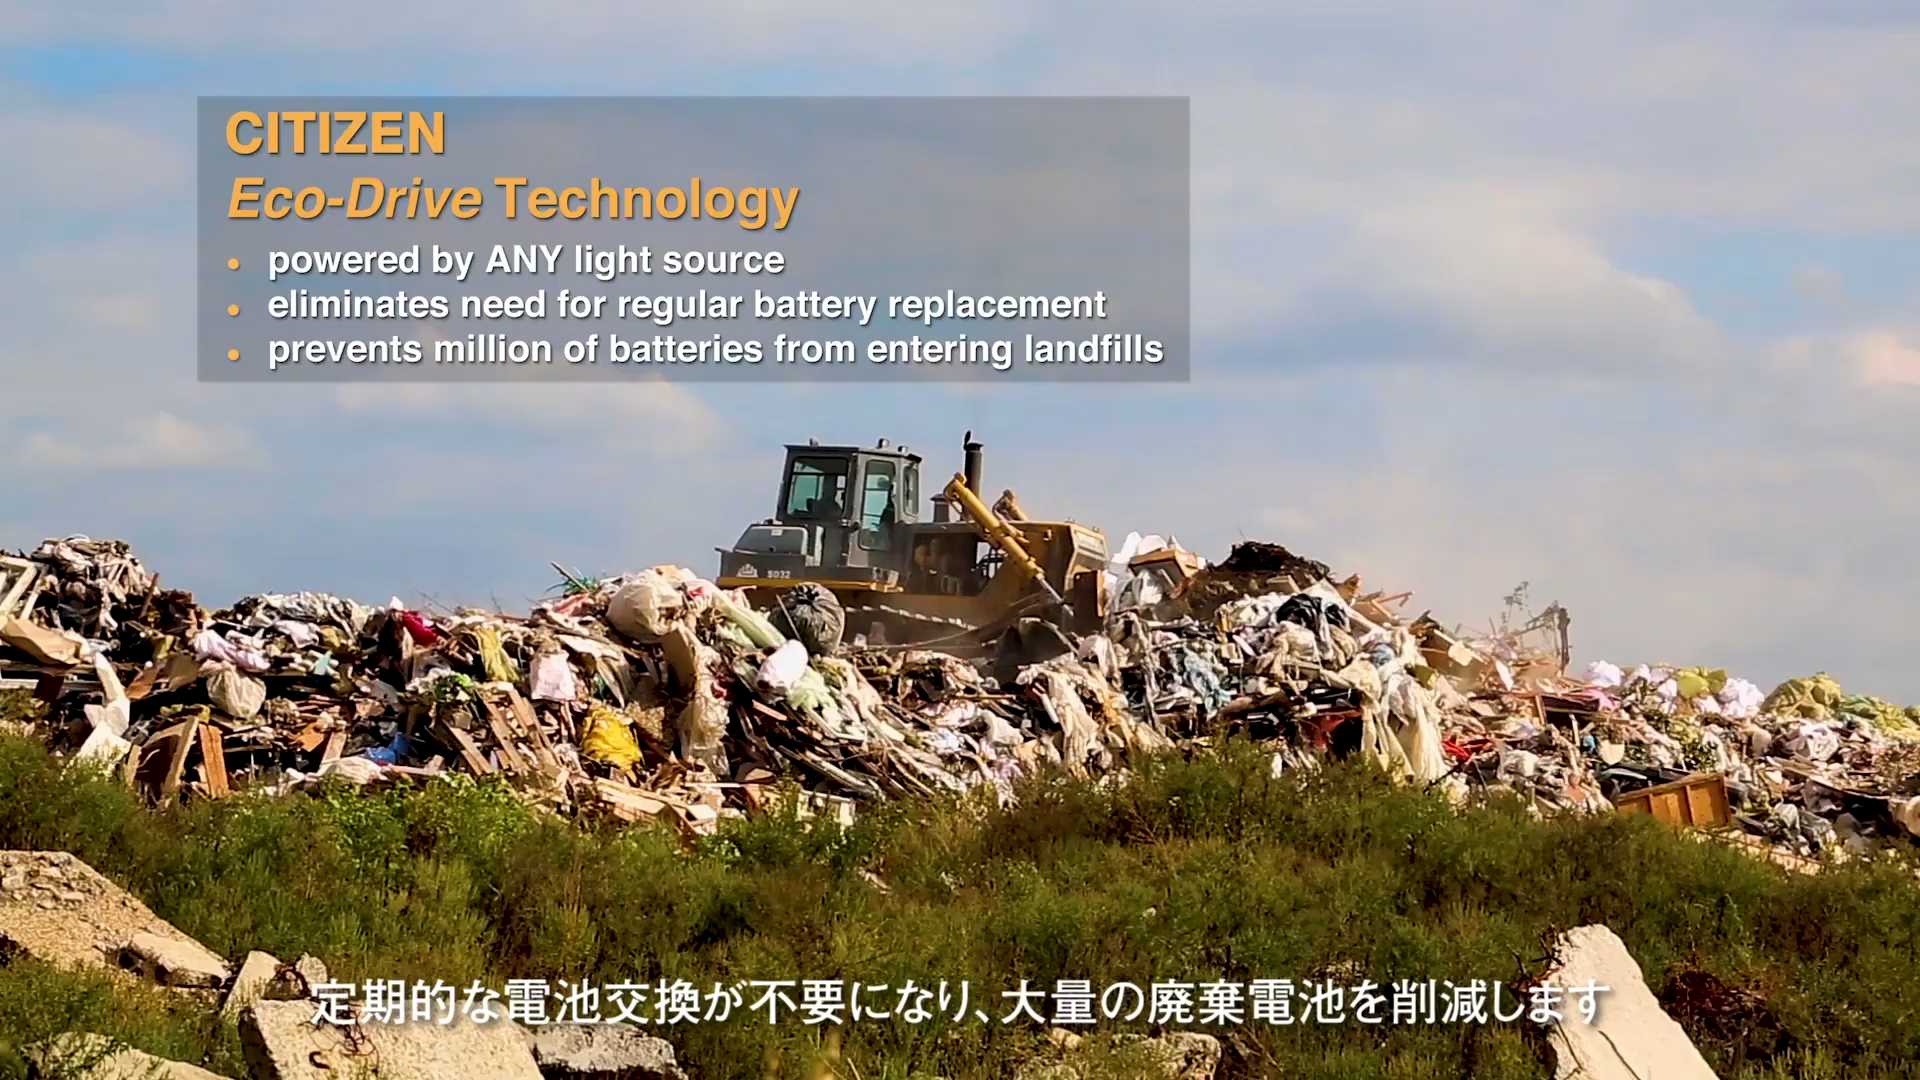 CITIZEN
Eco-Drive Technology
• powered by ANY light source
• eliminates need for regular battery replacement
• prevents million of batteries from entering landfills
SD32
定期的な電池交換が不要になり、大量の廃棄電池を削減します